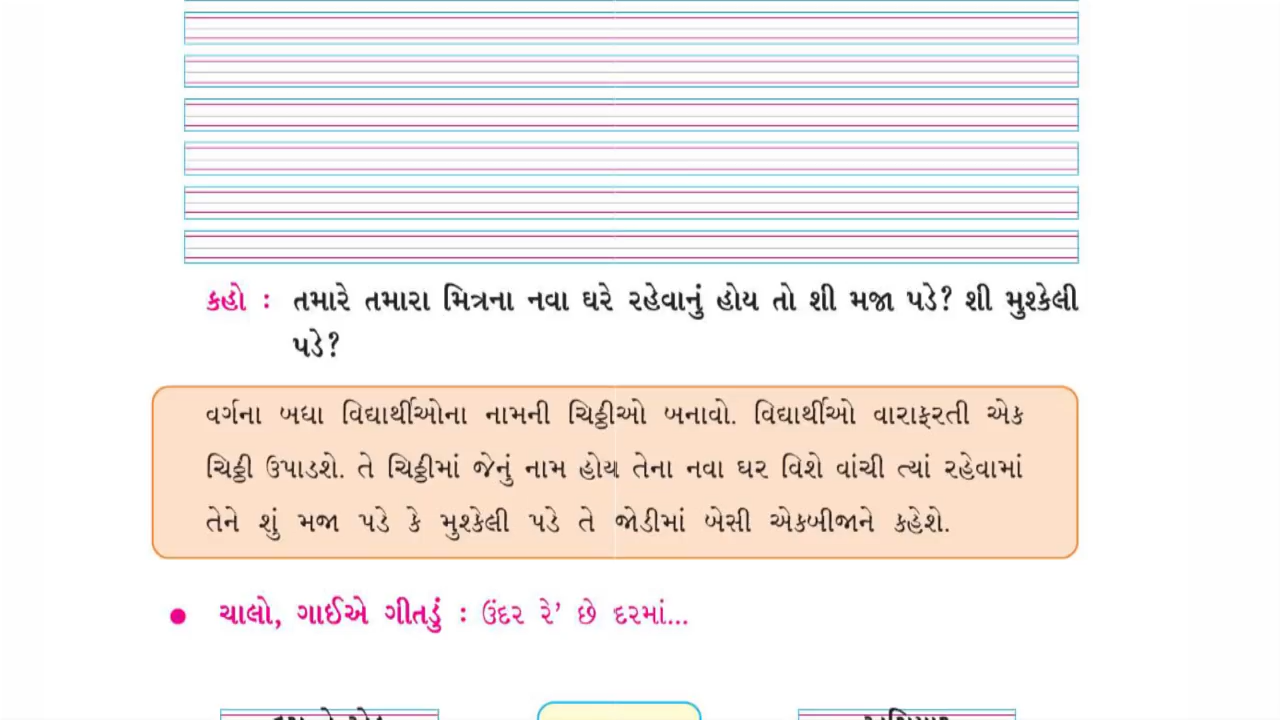 કહો : તમારે તમારા મિત્રના નવા ઘરે રહેવાનું હોય તો શી મજા પડે? શી મુશ્કેલી
પડે?
વર્ગના બધા વિદ્યાર્થીઓના નામની ચિઠ્ઠીઓ બનાવો. વિદ્યાર્થીઓ વારાફરતી એક
ચિઠ્ઠી ઉપાડશે. તે ચિઠ્ઠીમાં જેનું નામ હોય તેના નવા ઘર વિશે વાંચી ત્યાં રહેવામાં
તેને શું મજા પડે કે મુશ્કેલી પડે તે જોડીમાં બેસી એકબીજાને કહેશે.
● ચાલો, ગાઈએ ગીતડું : ઉંદર રે' છે દરમાં...